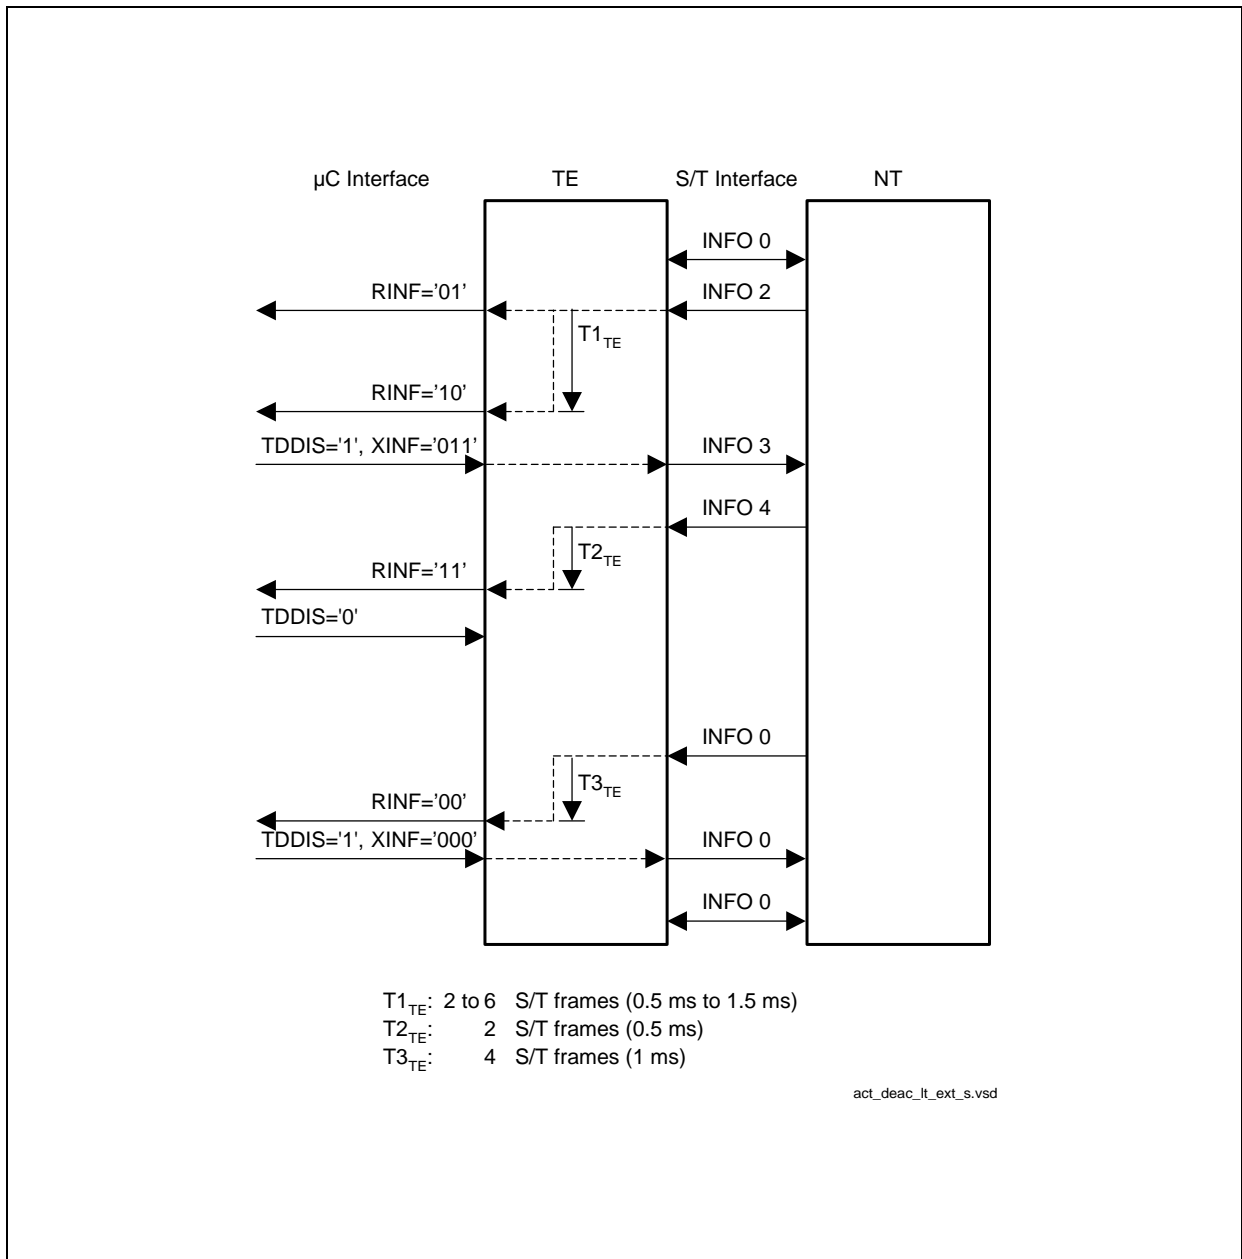 µC Interface TE S/T Interface NT
INFO 0
RINF='01' INFO 2
T1TE
RINF='10'
TDDIS='1', XINF='011' INFO 3
INFO 4
T2TE
RINF='11'
TDDIS='0'
INFO 0
T3TE
RINF='00'
TDDIS='1', XINF='000' INFO 0
INFO 0
T1TE: 2 to 6 S/T frames (0.5 ms to 1.5 ms)
T2TE: 2 S/T frames (0.5 ms)
T3TE: 4 S/T frames (1 ms)
act_deac_lt_ext_s.vsd